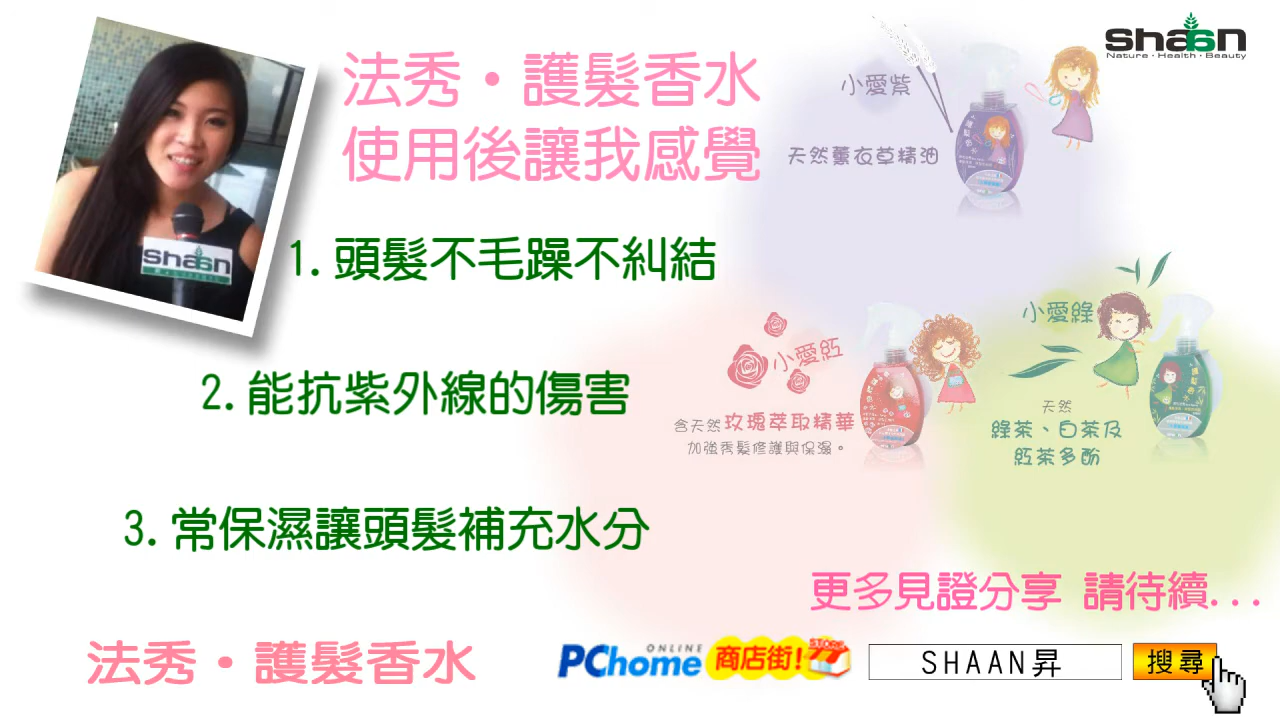 Shaan
Nature·Health·Beauty
法秀·護髮香水
使用後讓我感覺
Shaan
1.頭髮不毛躁不糾結
2.能抗紫外線的傷害
3.常保濕讓頭髮補充水分
小愛紫
天然薰衣草精油
小愛紅
含天然玫瑰萃取精華
加強秀髮修護與保濕。
小愛綠
天然
綠茶、白茶及
紅茶多酚
更多見證分享 請待續...
法秀·護髮香水
PChome ONLINE 商店街!
SHAAN昇
搜尋